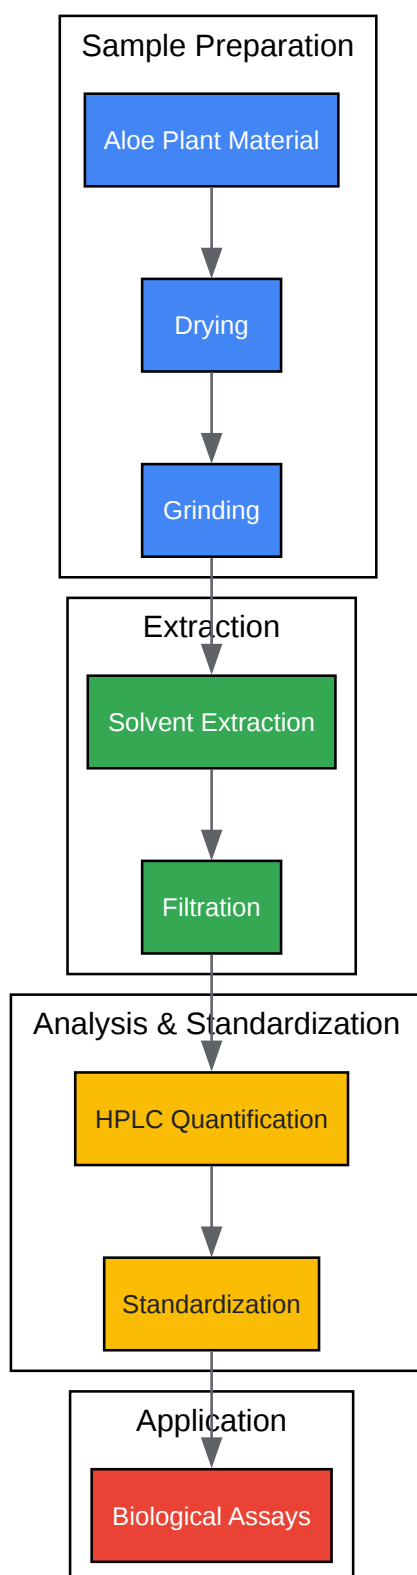 Sample Preparation
Aloe Plant Material
Drying
Grinding
Extraction
Solvent Extraction
Filtration
Analysis & Standardization
HPLC Quantification
Standardization
Application
Biological Assays